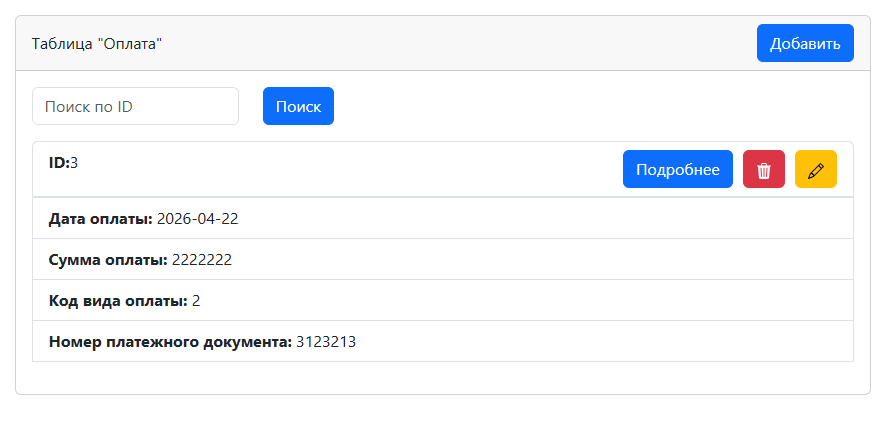 Таблица "Оплата"
Добавить
Поиск по ID
Поиск
ID:3
Подробнее
Дата оплаты: 2026-04-22
Сумма оплаты: 2222222
Код вида оплаты: 2
Номер платежного документа: 3123213